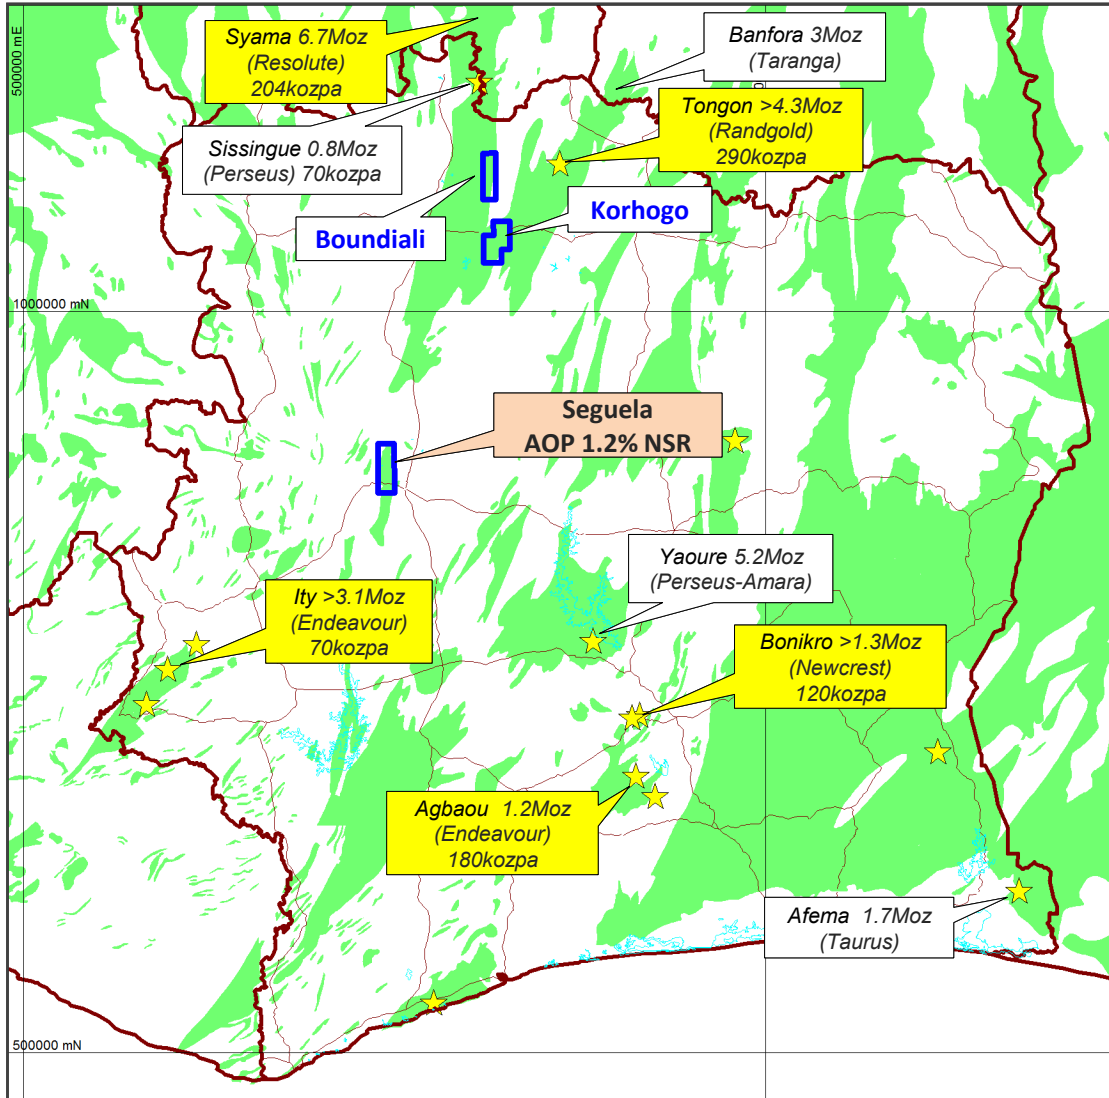 500000 mE
Syama 6.7Moz
(Resolute)
204kozpa
Banfora 3Moz
(Taranga)
Tongon >4.3Moz
(Randgold)
290kozpa
Sissingue 0.8Moz
(Perseus) 70kozpa
Boundiali
Korhogo
1000000 mN
Seguela
AOP 1.2% NSR
Yaoure 5.2Moz
(Perseus-Amara)
Ity >3.1Moz
(Endeavour)
70kozpa
Bonikro >1.3Moz
(Newcrest)
120kozpa
Agbaou 1.2Moz
(Endeavour)
180kozpa
Afema 1.7Moz
(Taurus)
500000 mN